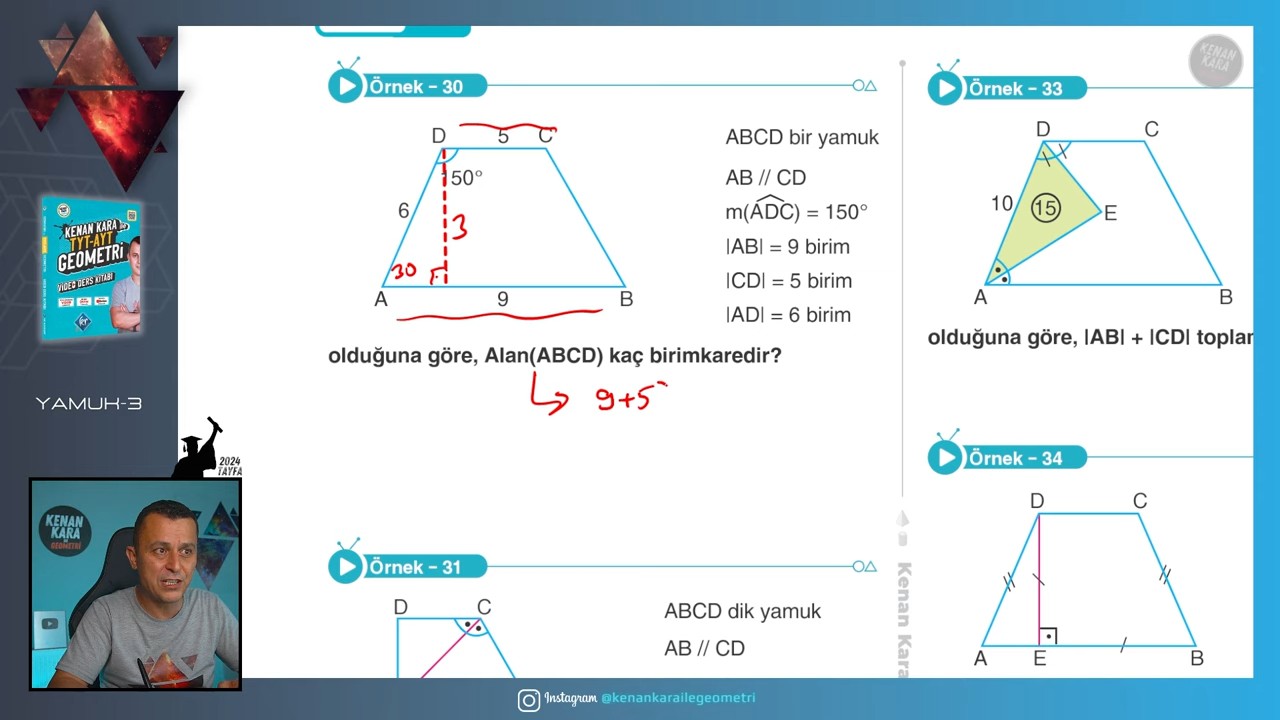 KENAN KARA
TYT-AYT
GEOMETRİ
VİDEO DERS KİTABI
YAMUK-3
2024
TAYFA
KENAN
KARA
GEOMETRİ
Örnek – 30
D 5 C
150°
6
3
30
A 9 B
ABCD bir yamuk
AB // CD
m(ADC) = 150°
|AB| = 9 birim
|CD| = 5 birim
|AD| = 6 birim
olduğuna göre, Alan(ABCD) kaç birimkaredir?
9+5
Örnek – 31
D C
ABCD dik yamuk
AB // CD
Kenan Kara
KENAN
KARA
Örnek – 33
D C
10
15
E
A B
olduğuna göre, |AB| + |CD| toplar
Örnek – 34
D C
A E B
Instagram @kenankarailegeometri